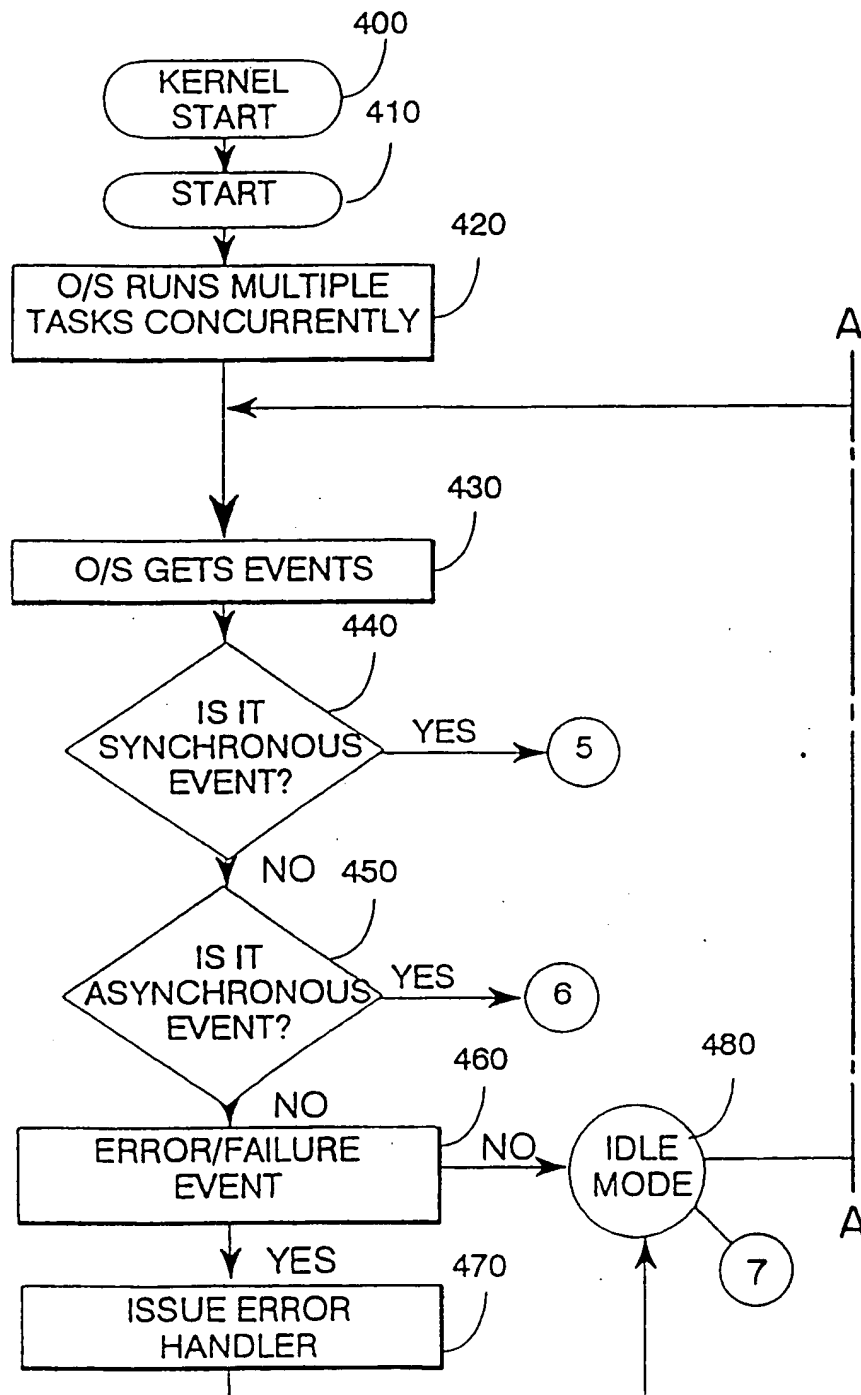 400
KERNEL
START
410
START
420
O/S RUNS MULTIPLE
TASKS CONCURRENTLY
A
430
O/S GETS EVENTS
440
IS IT
SYNCHRONOUS
EVENT?
YES
5
NO
450
IS IT
ASYNCHRONOUS
EVENT?
YES
6
460
480
NO
ERROR/FAILURE
EVENT
NO
IDLE
MODE
A
YES
7
470
ISSUE ERROR
HANDLER